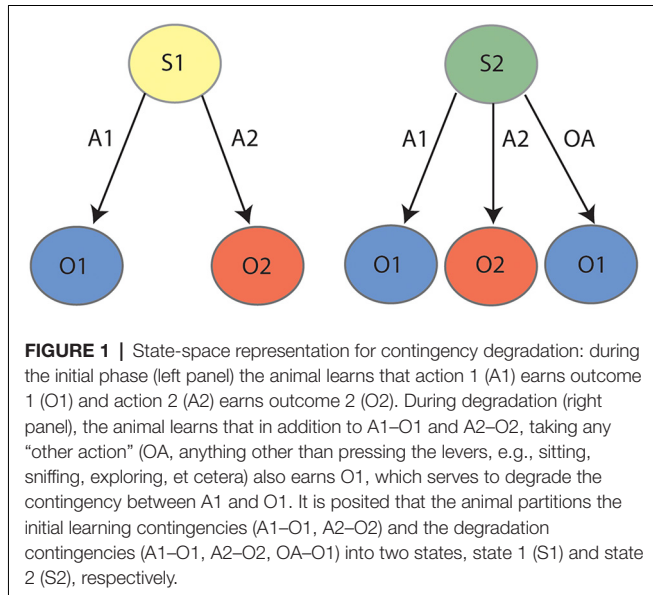 S1
S2
A1
A2
A1
A2
OA
O1
O2
O1
O2
O1
FIGURE 1 | State-space representation for contingency degradation: during
the initial phase (left panel) the animal learns that action 1 (A1) earns outcome
1 (O1) and action 2 (A2) earns outcome 2 (O2). During degradation (right
panel), the animal learns that in addition to A1–O1 and A2–O2, taking any
“other action” (OA, anything other than pressing the levers, e.g., sitting,
sniffing, exploring, et cetera) also earns O1, which serves to degrade the
contingency between A1 and O1. It is posited that the animal partitions the
initial learning contingencies (A1–O1, A2–O2) and the degradation
contingencies (A1–O1, A2–O2, OA–O1) into two states, state 1 (S1) and state
2 (S2), respectively.